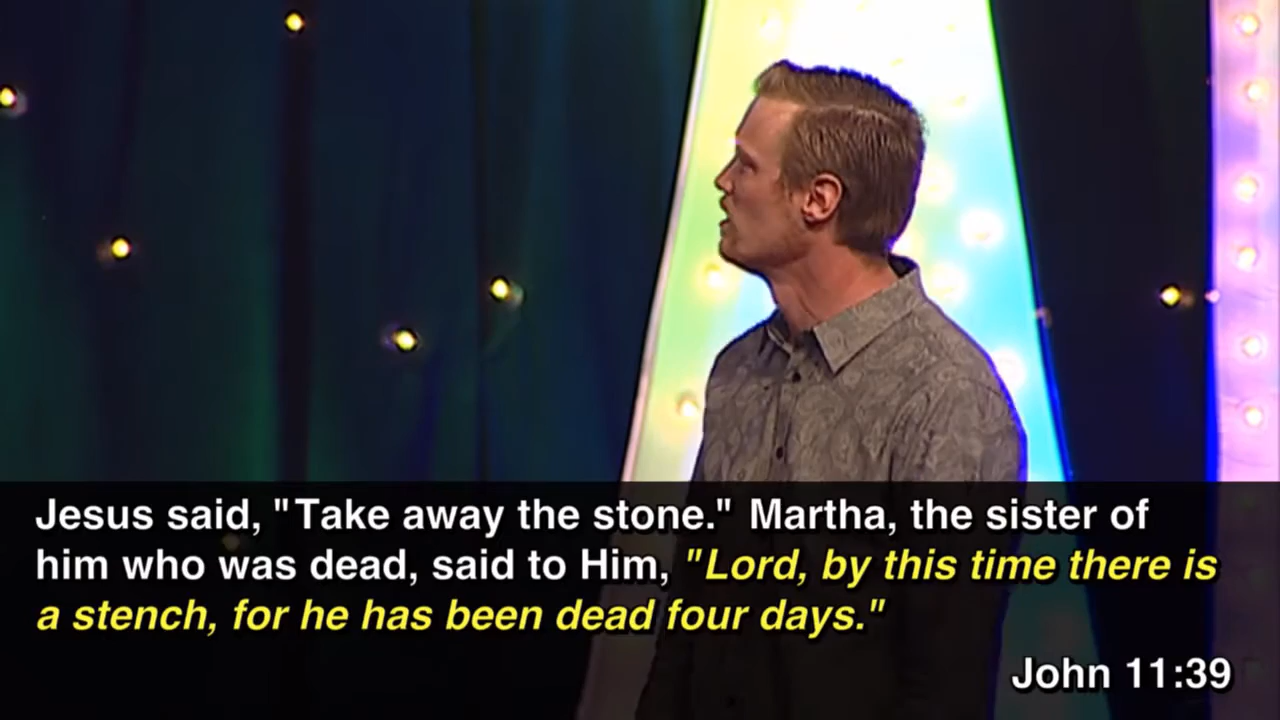 Jesus said, "Take away the stone." Martha, the sister of
him who was dead, said to Him, "Lord, by this time there is
a stench, for he has been dead four days."
John 11:39